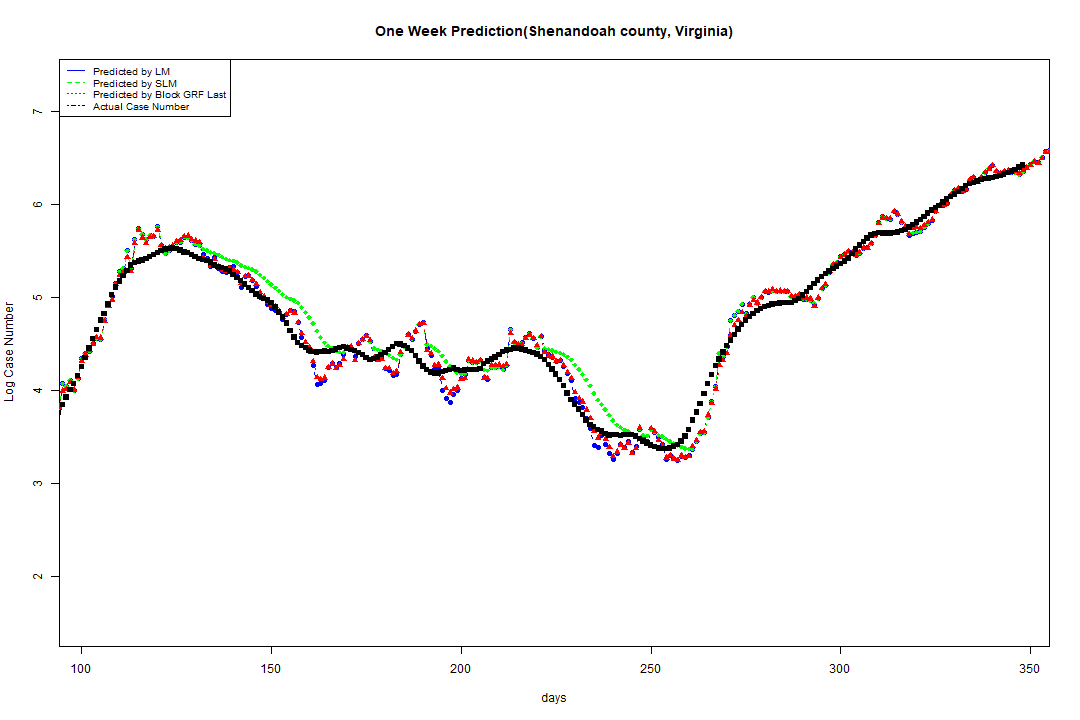 One Week Prediction(Shenandoah county, Virginia)
Predicted by LM
Predicted by SLM
Predicted by Block GRF Last
Actual Case Number
Log Case Number
7
6
5
4
3
2
100
150
200
250
300
350
days